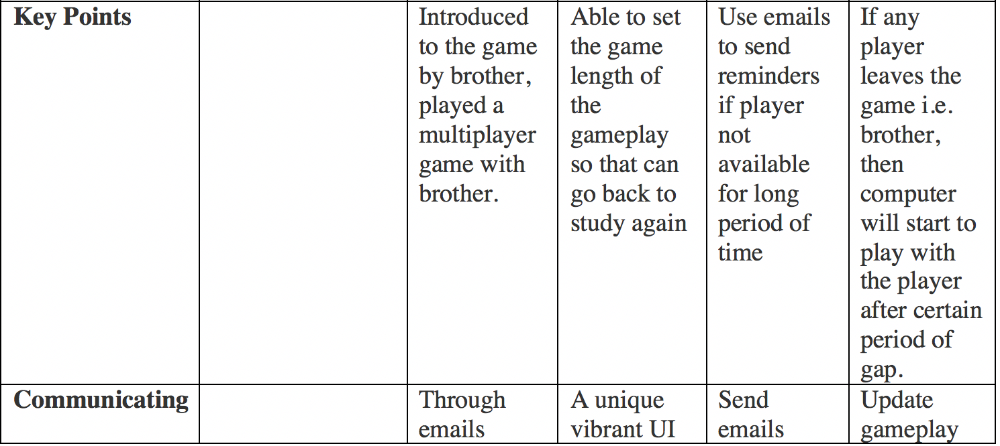 Key Points
Introduced
to the game
by brother,
played a
multiplayer
game with
brother.
Able to set
the game
length of
the
gameplay
so that can
go back to
study again
Use emails
to send
reminders
if player
not
available
for long
period of
time
If any
player
leaves the
game i.e.
brother,
then
computer
will start to
play with
the player
after certain
period of
gap.
Communicating
Through
emails
A unique
vibrant UI
Send
emails
Update
gameplay